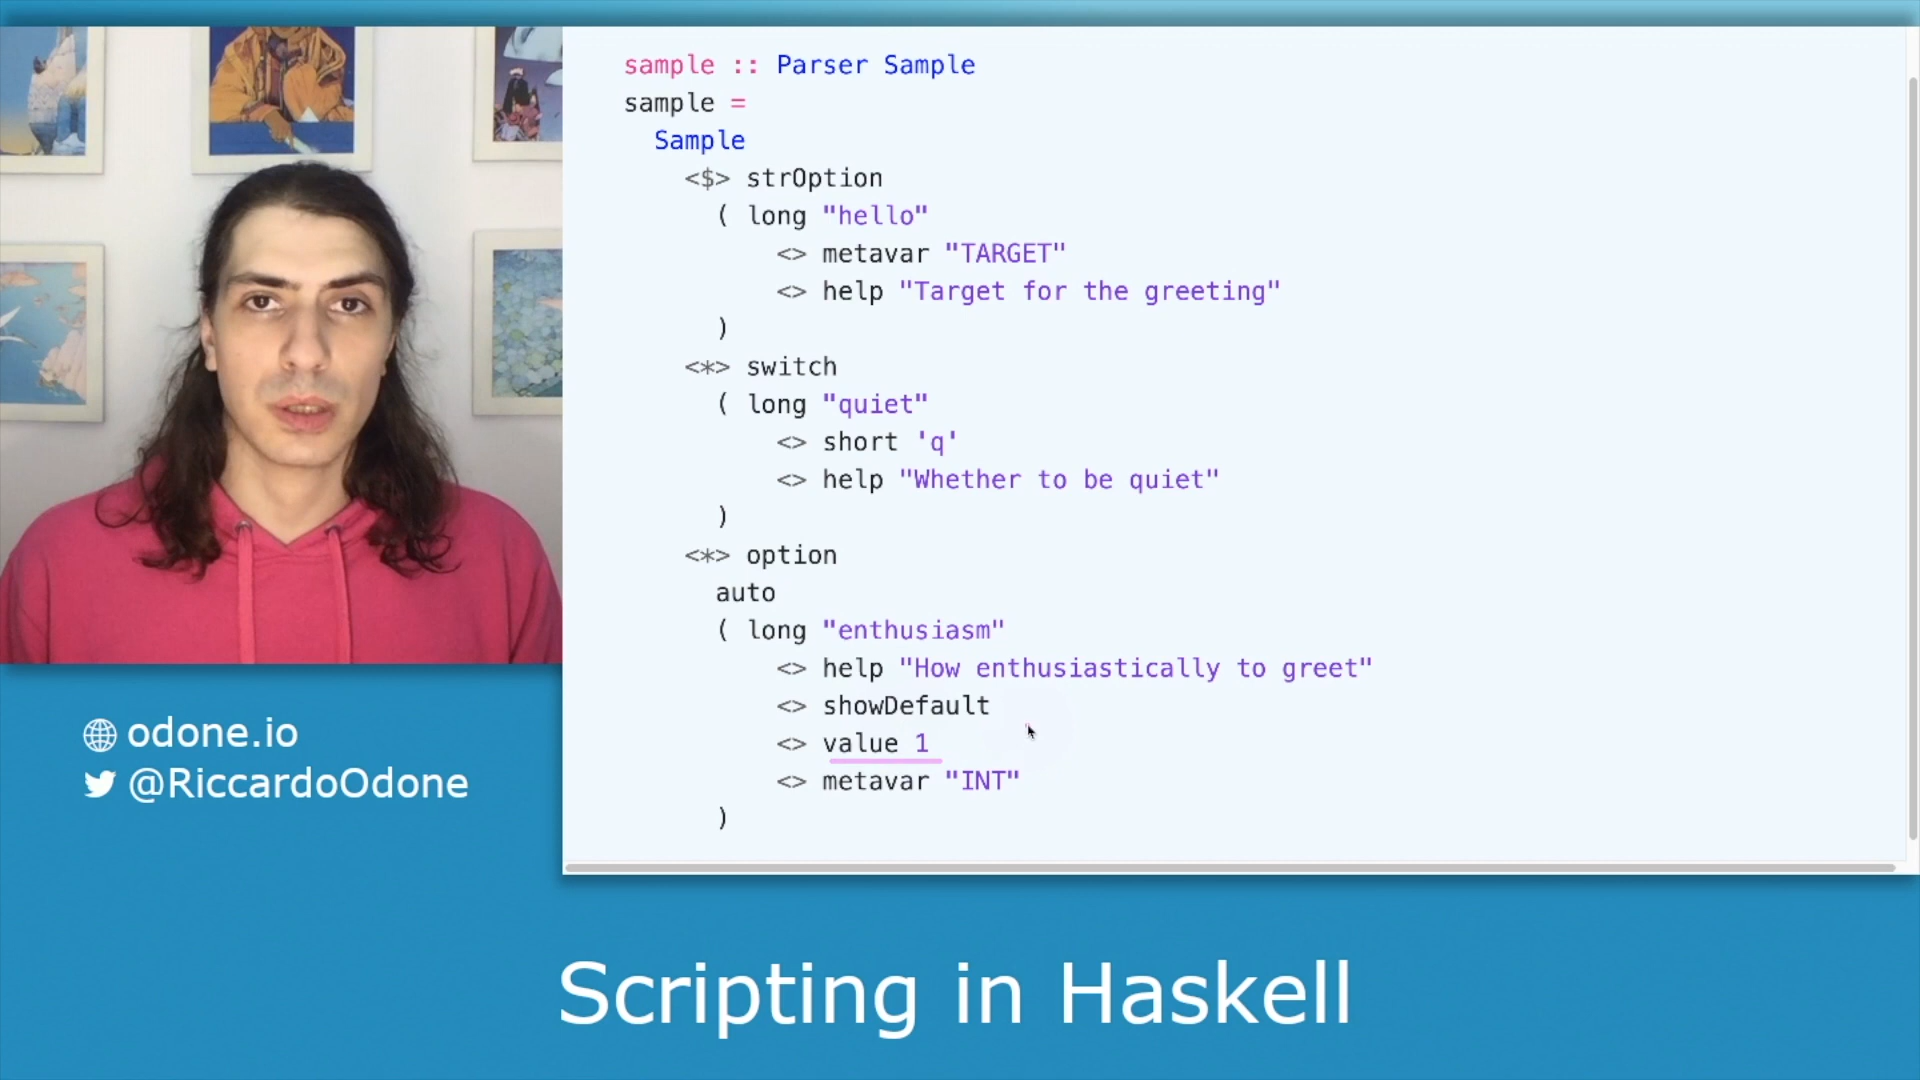 sample :: Parser Sample
sample =
  Sample
    <$> strOption
      ( long "hello"
          <> metavar "TARGET"
          <> help "Target for the greeting"
      )
    <*> switch
      ( long "quiet"
          <> short 'q'
          <> help "Whether to be quiet"
      )
    <*> option
      auto
      ( long "enthusiasm"
          <> help "How enthusiastically to greet"
          <> showDefault
          <> value 1
          <> metavar "INT"
      )
odone.io
@RiccardoOdone
Scripting in Haskell